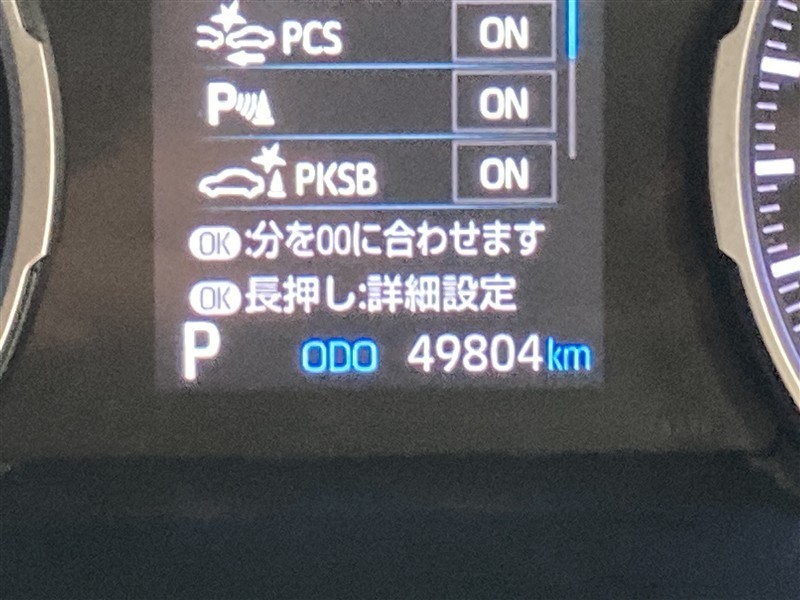 PCS ON
P ON
PKSB ON
OK:分を00に合わせます
OK長押し:詳細設定
P ODO 49804km